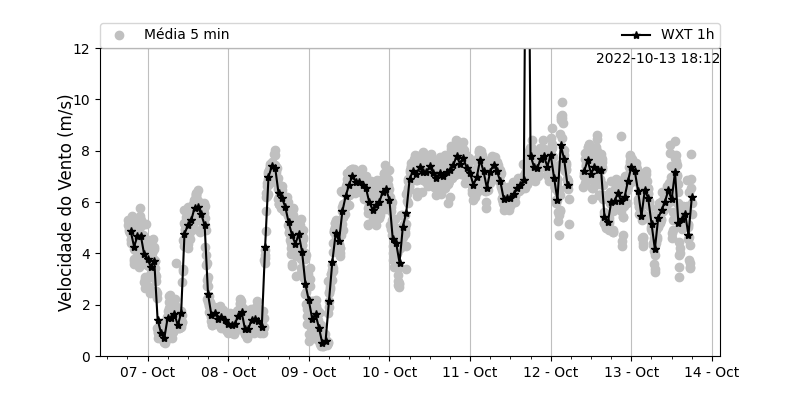 Média 5 min
WXT 1h
2022-10-13 18:12
Velocidade do Vento (m/s)
12
10
8
6
4
2
0
07 - Oct
08 - Oct
09 - Oct
10 - Oct
11 - Oct
12 - Oct
13 - Oct
14 - Oct